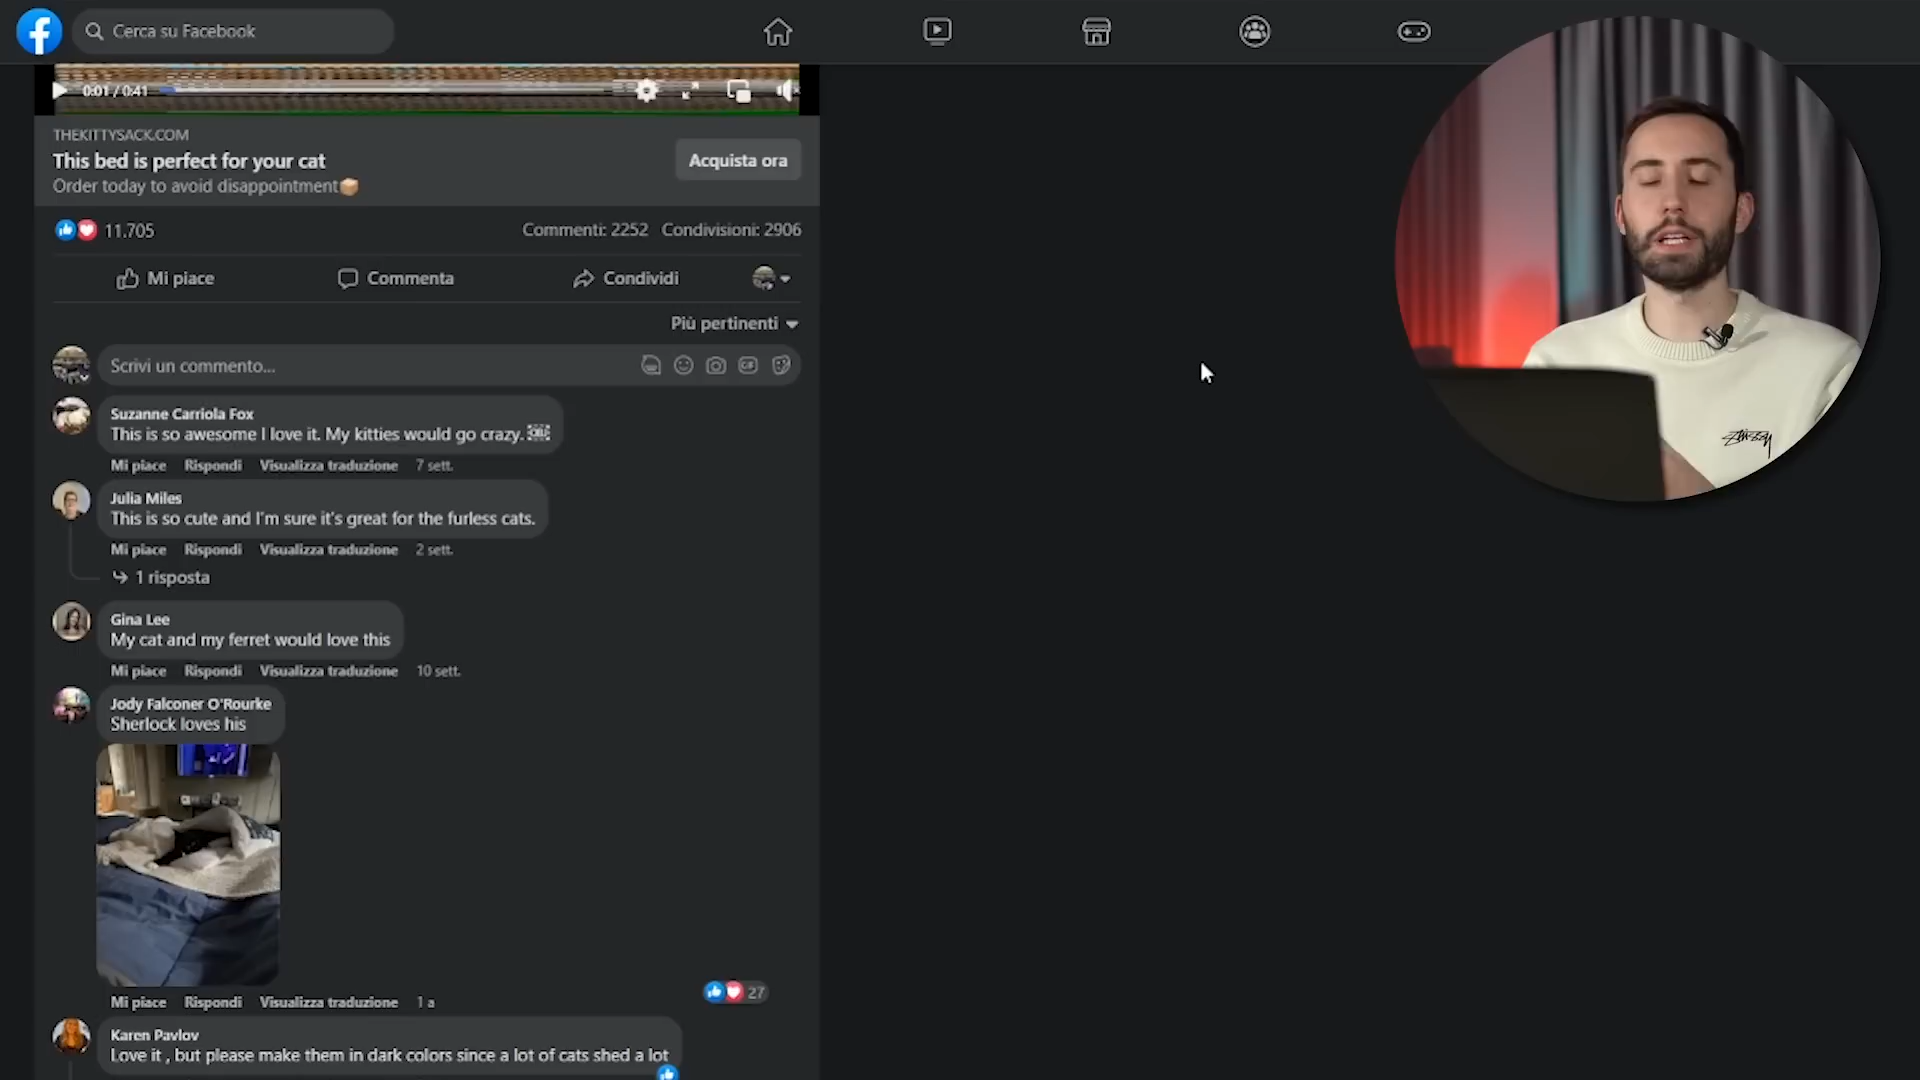 Cerca su Facebook
0:01 / 0:41
THEKITTYSACK.COM
This bed is perfect for your cat
Order today to avoid disappointment
Acquista ora
11.705
Commenti: 2252 Condivisioni: 2906
Mi piace
Commenta
Condividi
Più pertinenti
Scrivi un commento...
GIF
Suzanne Carriola Fox
This is so awesome I love it. My kitties would go crazy.
Mi piace Rispondi Visualizza traduzione 7 sett.
Julia Miles
This is so cute and I'm sure it's great for the furless cats.
Mi piace Rispondi Visualizza traduzione 2 sett.
1 risposta
Gina Lee
My cat and my ferret would love this
Mi piace Rispondi Visualizza traduzione 10 sett.
Jody Falconer O'Rourke
Sherlock loves his
27
Mi piace Rispondi Visualizza traduzione 1 a
Karen Pavlov
Love it , but please make them in dark colors since a lot of cats shed a lot
Stüssy